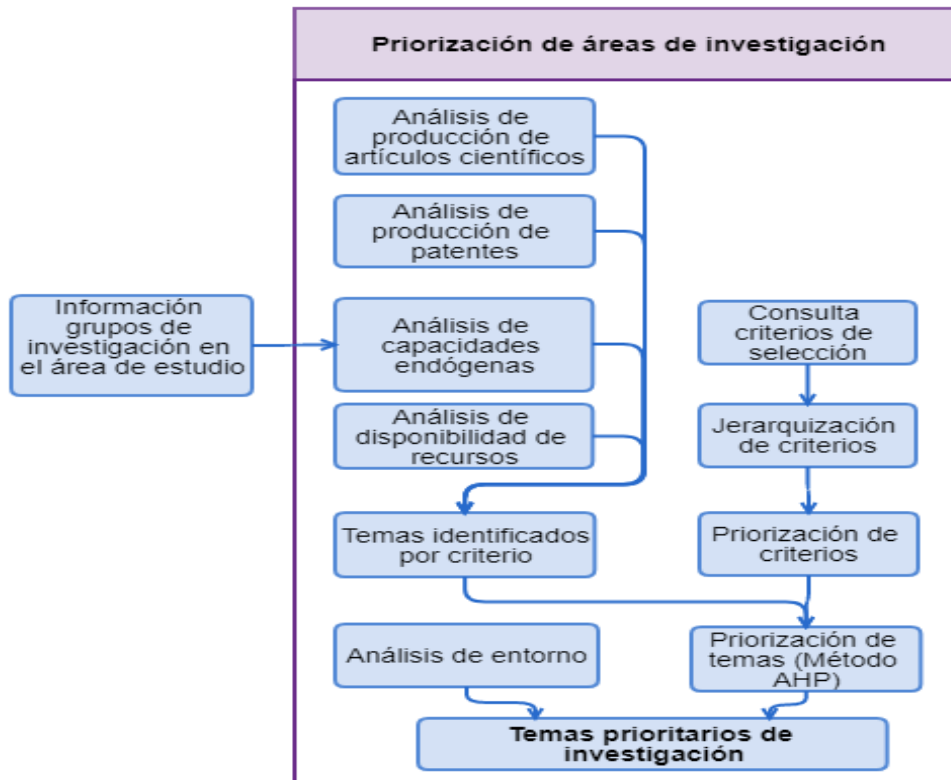 Priorización de áreas de investigación
Análisis de
producción de
artículos científicos
Análisis de
producción de
patentes
Información
grupos de
investigación en
el área de estudio
Análisis de
capacidades
endógenas
Consulta
criterios de
selección
Análisis de
disponibilidad de
recursos
Jerarquización
de criterios
Temas identificados
por criterio
Priorización de
criterios
Análisis de entorno
Priorización de
temas (Método
AHP)
Temas prioritarios de
investigación